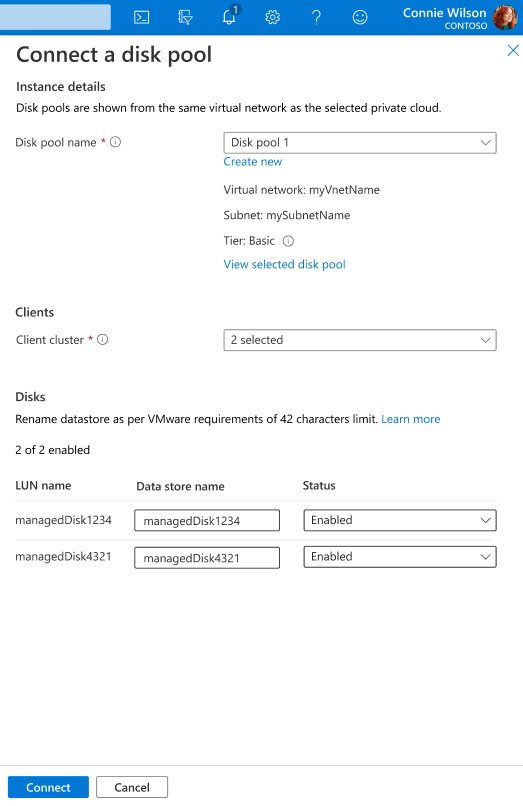 1
Connie Wilson
CONTOSO
Connect a disk pool
Instance details
Disk pools are shown from the same virtual network as the selected private cloud.
Disk pool name *
Disk pool 1
Create new
Virtual network: myVnetName
Subnet: mySubnetName
Tier: Basic
View selected disk pool
Clients
Client cluster *
2 selected
Disks
Rename datastore as per VMware requirements of 42 characters limit. Learn more
2 of 2 enabled
LUN name Data store name Status
managedDisk1234 managedDisk1234 Enabled
managedDisk4321 managedDisk4321 Enabled
Connect Cancel